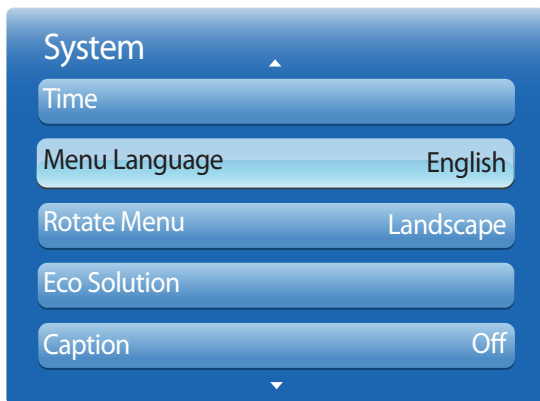 System
Time
Menu Language English
Rotate Menu Landscape
Eco Solution
Caption Off